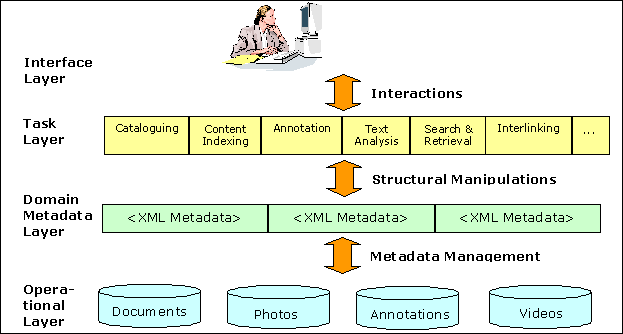 Interface
Layer
Interactions
Task
Layer
Cataloguing
Content
Indexing
Annotation
Text
Analysis
Search &
Retrieval
Interlinking
...
Structural Manipulations
Domain
Metadata
Layer
<XML Metadata>
<XML Metadata>
<XML Metadata>
Metadata Management
Opera-
tional
Layer
Documents
Photos
Annotations
Videos